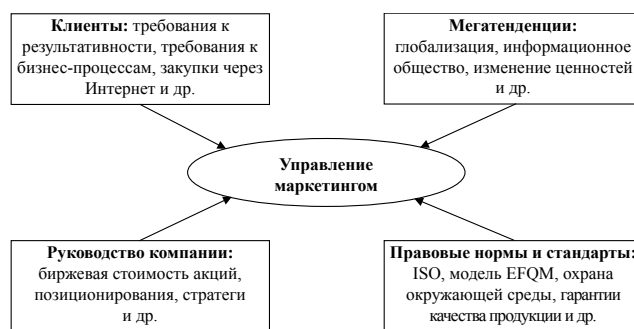 Клиенты: требования к
результативности, требования к
бизнес-процессам, закупки через
Интернет и др.
Мегатенденции:
глобализация, информационное
общество, изменение ценностей
и др.
Управление
маркетингом
Руководство компании:
биржевая стоимость акций,
позиционирования, стратеги
и др.
Правовые нормы и стандарты:
ISO, модель EFQM, охрана
окружающей среды, гарантии
качества продукции и др.